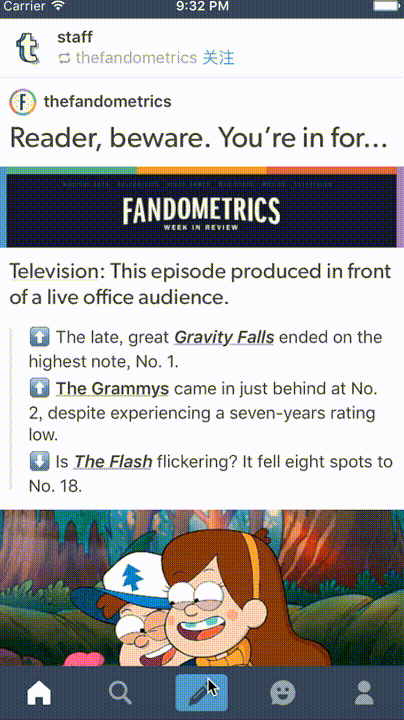 Carrier 9:32 PM
staff
thefandometrics 关注
thefandometrics
Reader, beware. You’re in for...
FANDOMETRICS
WEEK IN REVIEW
Television: This episode produced in front
of a live office audience.
The late, great Gravity Falls ended on the
highest note, No. 1.
The Grammys came in just behind at No.
2, despite experiencing a seven-years rating
low.
Is The Flash flickering? It fell eight spots to
No. 18.